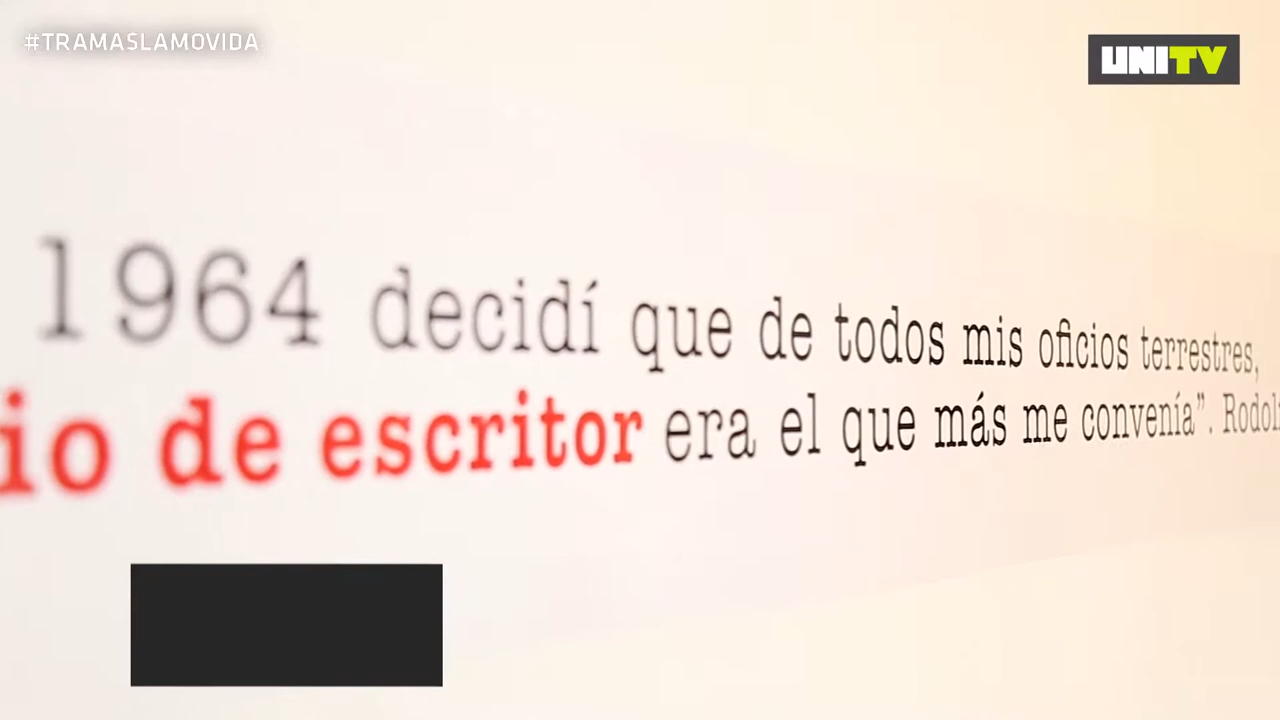 #TRAMASLAMOVIDA
UNITV
1964 decidí que de todos mis oficios terrestres,
io de escritor era el que más me convenía”. Rodol